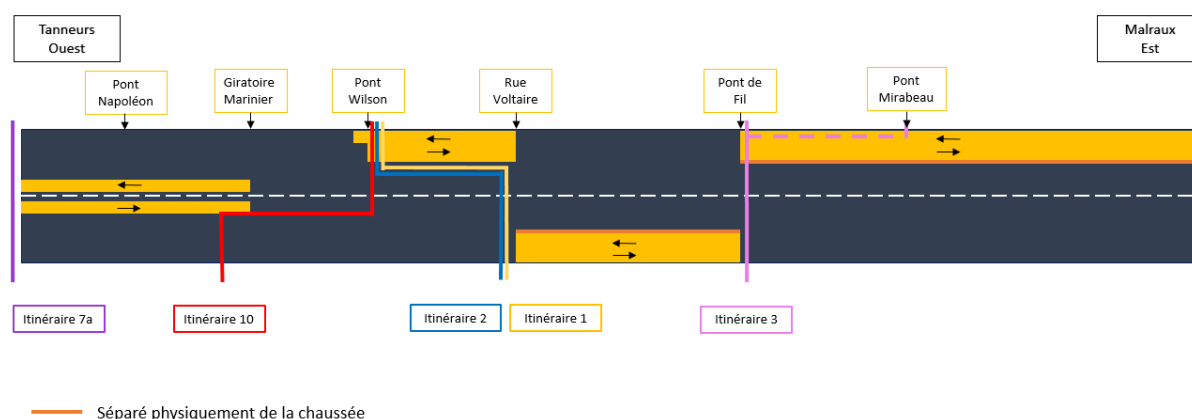 Tanneurs
Ouest
Malraux
Est
Pont
Napoléon
Giratoire
Marinier
Pont
Wilson
Rue
Voltaire
Pont de
Fil
Pont
Mirabeau
Itinéraire 7a
Itinéraire 10
Itinéraire 2
Itinéraire 1
Itinéraire 3
Séparé physiquement de la chaussée